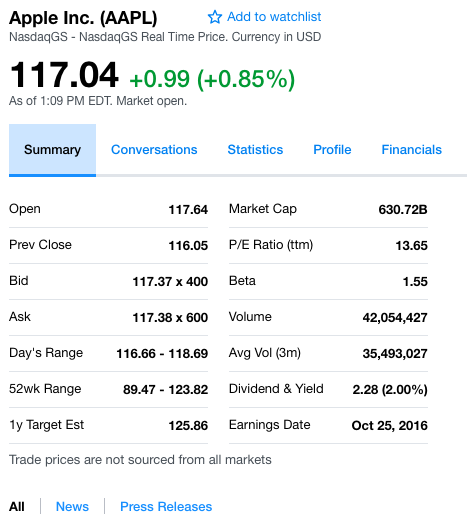 Apple Inc. (AAPL) Add to watchlist
NasdaqGS - NasdaqGS Real Time Price. Currency in USD
117.04 +0.99 (+0.85%)
As of 1:09 PM EDT. Market open.
Summary Conversations Statistics Profile Financials
Open 117.64 Market Cap 630.72B
Prev Close 116.05 P/E Ratio (ttm) 13.65
Bid 117.37 x 400 Beta 1.55
Ask 117.38 x 600 Volume 42,054,427
Day's Range 116.66 - 118.69 Avg Vol (3m) 35,493,027
52wk Range 89.47 - 123.82 Dividend & Yield 2.28 (2.00%)
1y Target Est 125.86 Earnings Date Oct 25, 2016
Trade prices are not sourced from all markets
All News Press Releases